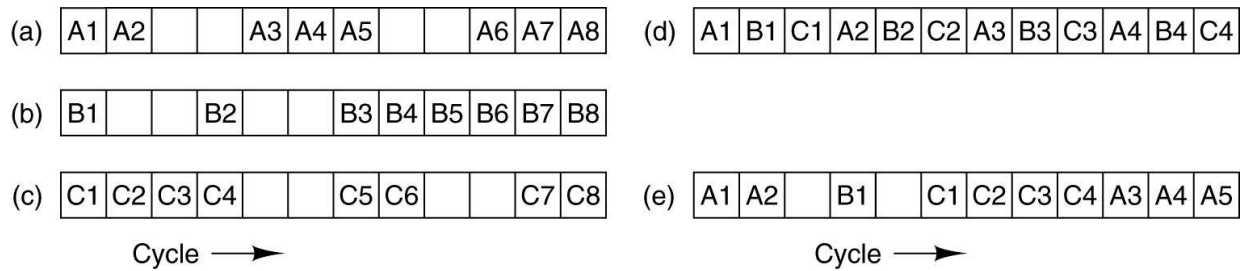 (a) A1 A2 A3 A4 A5 A6 A7 A8
(d) A1 B1 C1 A2 B2 C2 A3 B3 C3 A4 B4 C4
(b) B1 B2 B3 B4 B5 B6 B7 B8
(c) C1 C2 C3 C4 C5 C6 C7 C8
(e) A1 A2 B1 C1 C2 C3 C4 A3 A4 A5
Cycle
Cycle